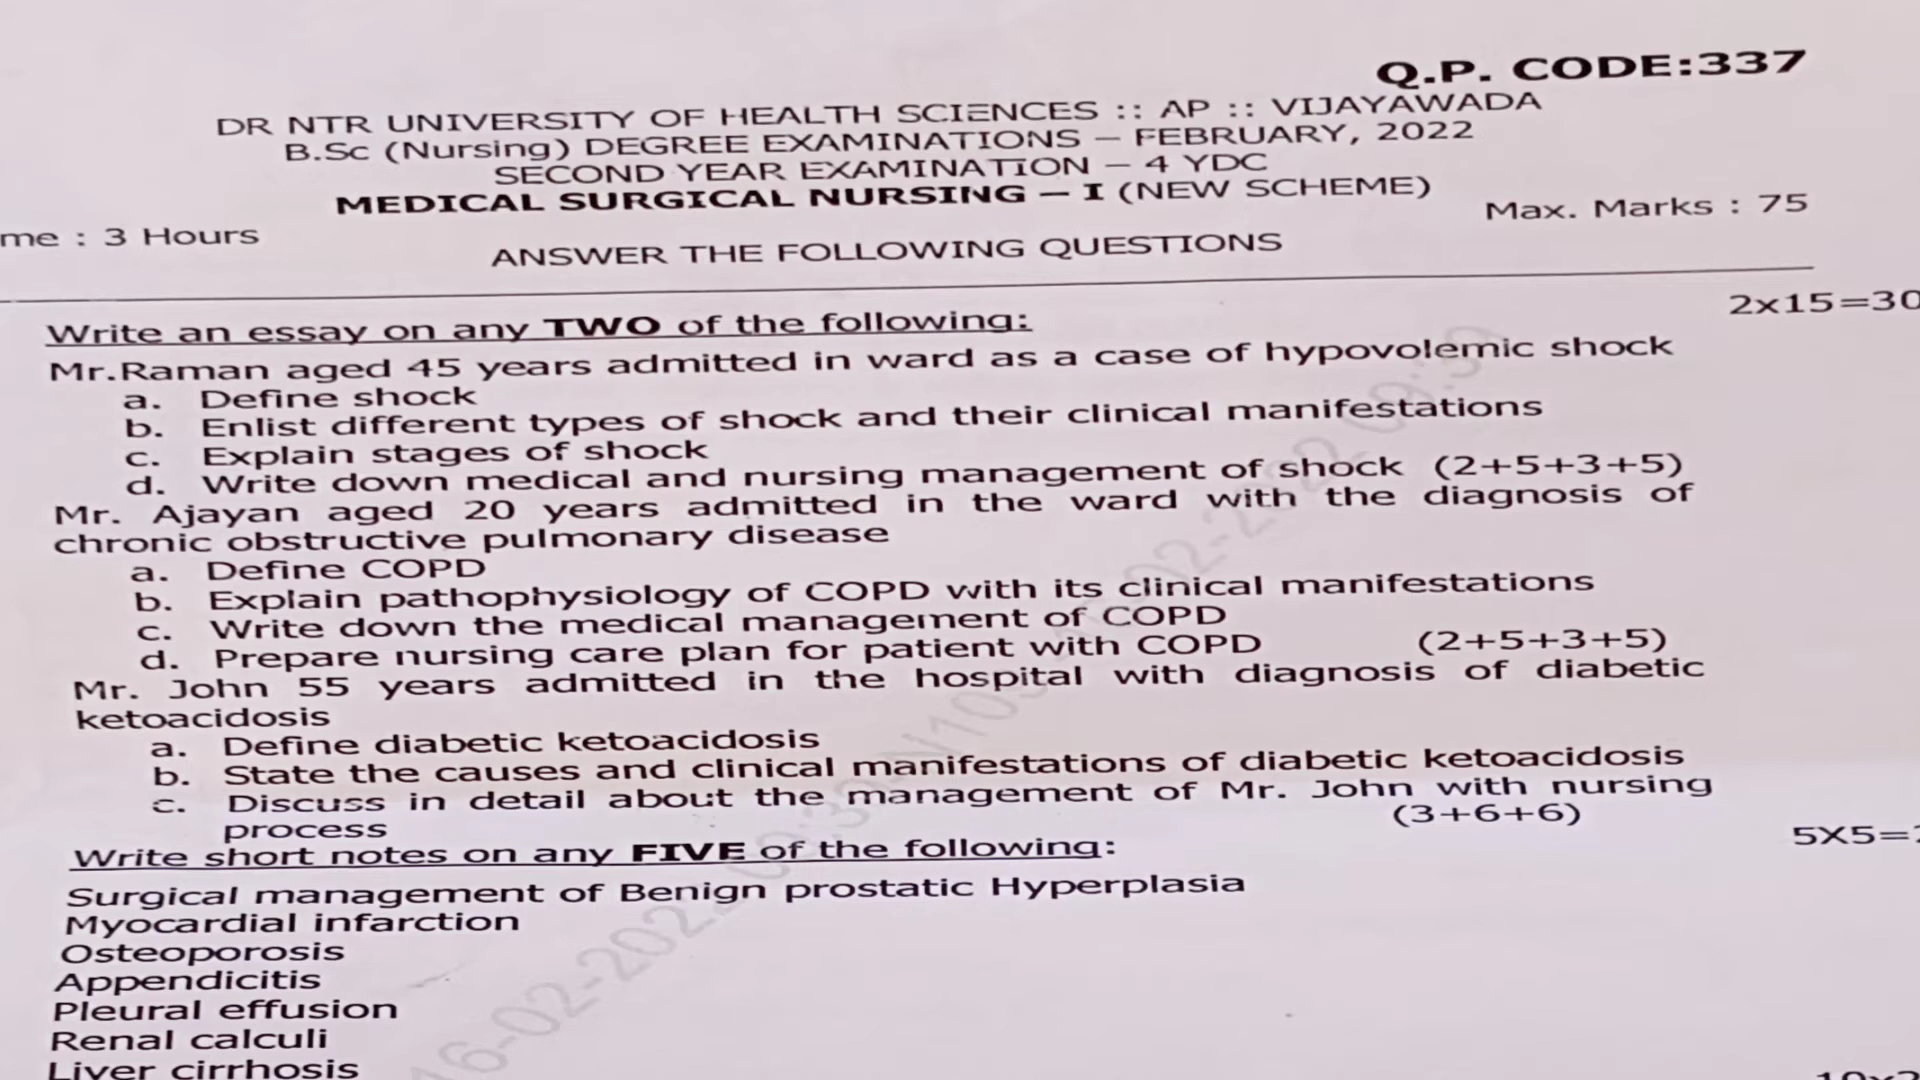 Q.P. CODE:337
DR NTR UNIVERSITY OF HEALTH SCIENCES :: AP :: VIJAYAWADA
B.Sc (Nursing) DEGREE EXAMINATIONS – FEBRUARY, 2022
SECOND YEAR EXAMINATION – 4 YDC
MEDICAL SURGICAL NURSING – I (NEW SCHEME)
me : 3 Hours
Max. Marks : 75
ANSWER THE FOLLOWING QUESTIONS
Write an essay on any TWO of the following:
2x15=30
Mr.Raman aged 45 years admitted in ward as a case of hypovolemic shock
a. Define shock
b. Enlist different types of shock and their clinical manifestations
c. Explain stages of shock
d. Write down medical and nursing management of shock (2+5+3+5)
Mr. Ajayan aged 20 years admitted in the ward with the diagnosis of
chronic obstructive pulmonary disease
a. Define COPD
b. Explain pathophysiology of COPD with its clinical manifestations
c. Write down the medical management of COPD
d. Prepare nursing care plan for patient with COPD (2+5+3+5)
Mr. John 55 years admitted in the hospital with diagnosis of diabetic
ketoacidosis
a. Define diabetic ketoacidosis
b. State the causes and clinical manifestations of diabetic ketoacidosis
c. Discuss in detail about the management of Mr. John with nursing
process (3+6+6)
Write short notes on any FIVE of the following:
5X5=
Surgical management of Benign prostatic Hyperplasia
Myocardial infarction
Osteoporosis
Appendicitis
Pleural effusion
Renal calculi
Liver cirrhosis